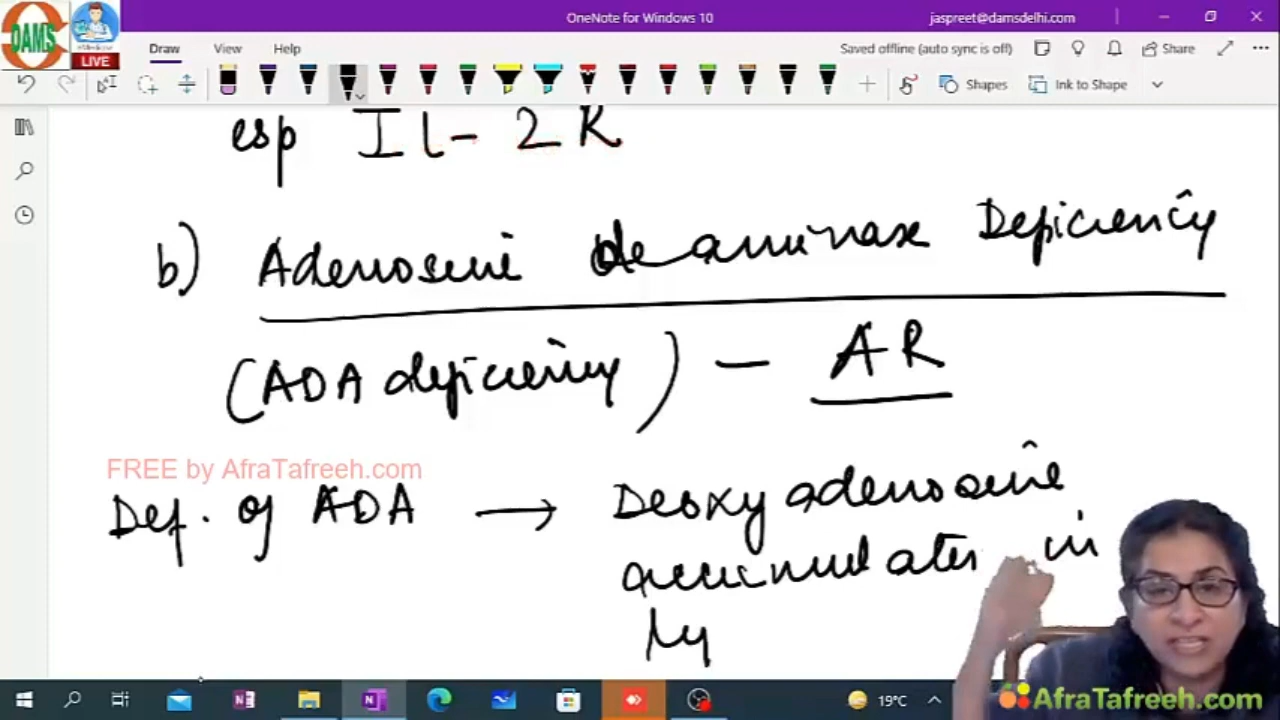 DAMS
eMedicoz
LIVE
OneNote for Windows 10
jaspreet@damsdelhi.com
Draw View Help
Saved offline (auto sync is off)
Share
Shapes
Ink to Shape
esp Il-2R
b) Adenosine deaminase Deficiency
(ADA deficiency) - AR
FREE by AfraTafreeh.com
Def. of ADA → Deoxyadenosine
accumulates in
ly
19°C
AfraTafreeh.com